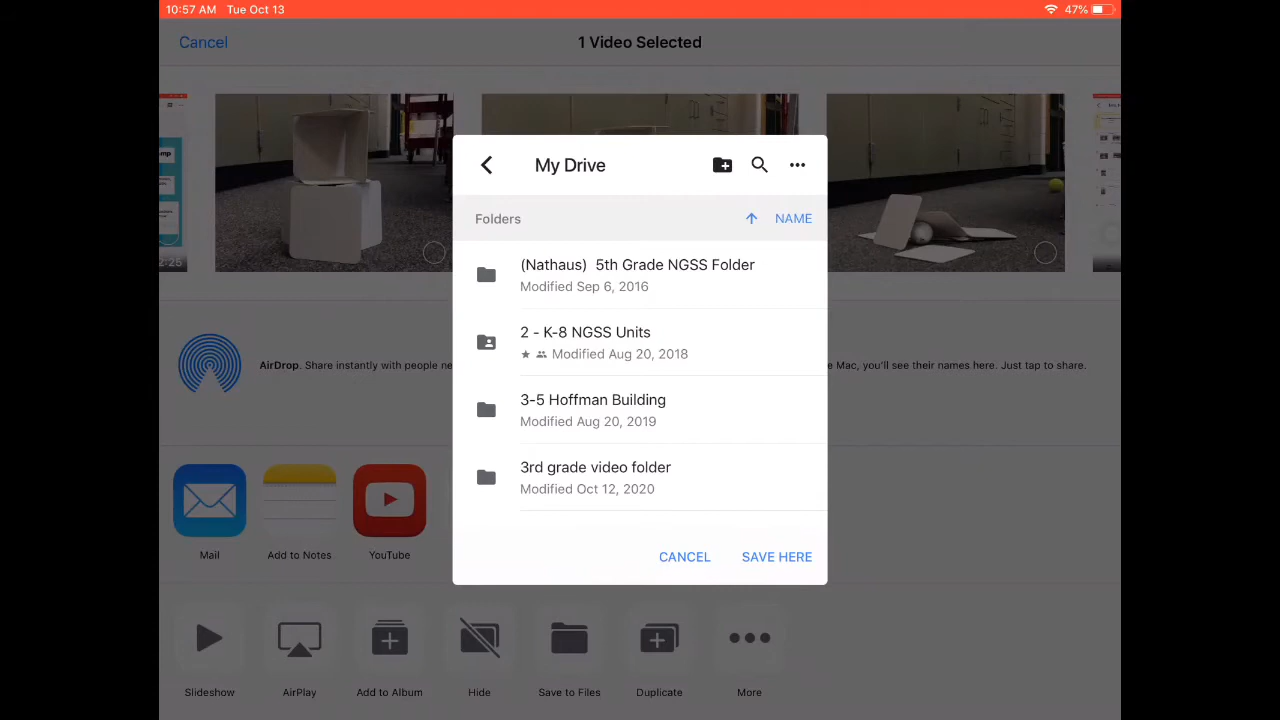 10:57 AM Tue Oct 13 47%
Cancel 1 Video Selected
My Drive
Folders NAME
(Nathaus) 5th Grade NGSS Folder
Modified Sep 6, 2016
2 - K-8 NGSS Units
Modified Aug 20, 2018
3-5 Hoffman Building
Modified Aug 20, 2019
3rd grade video folder
Modified Oct 12, 2020
CANCEL SAVE HERE
AirDrop. Share instantly with people ne Mac, you'll see their names here. Just tap to share.
Mail Add to Notes YouTube
Slideshow AirPlay Add to Album Hide Save to Files Duplicate More